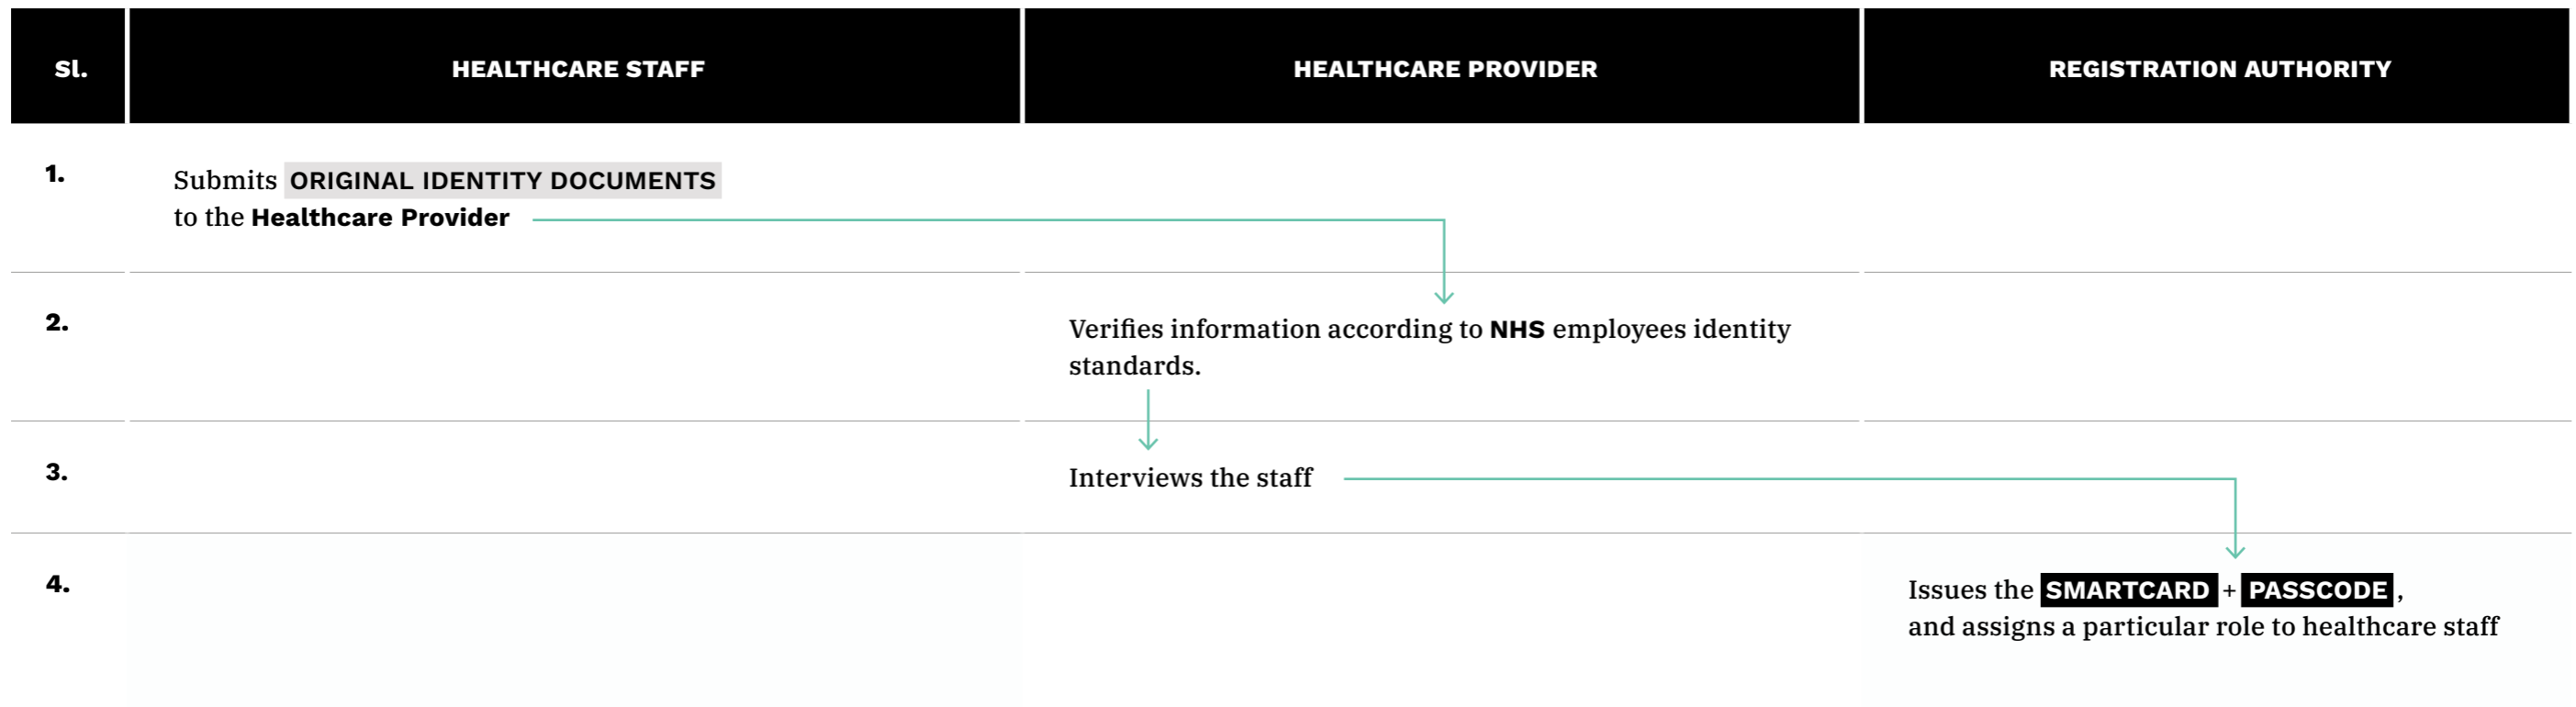 Sl.
HEALTHCARE STAFF
HEALTHCARE PROVIDER
REGISTRATION AUTHORITY
1.
Submits ORIGINAL IDENTITY DOCUMENTS
to the Healthcare Provider
2.
Verifies information according to NHS employees identity
standards.
3.
Interviews the staff
4.
Issues the SMARTCARD + PASSCODE ,
and assigns a particular role to healthcare staff